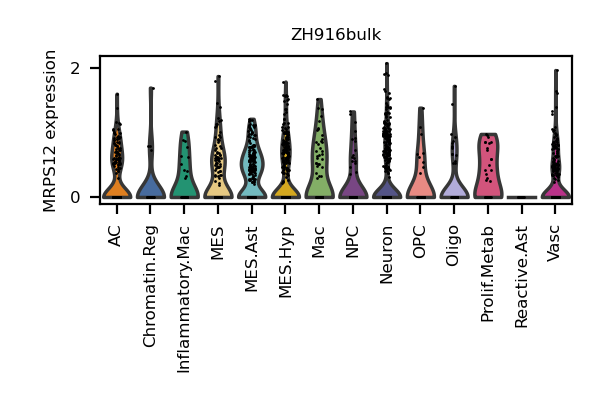 ZH916bulk
MRPS12 expression
2
0
AC
Chromatin.Reg
Inflammatory.Mac
MES
MES.Ast
MES.Hyp
Mac
NPC
Neuron
OPC
Oligo
Prolif.Metab
Reactive.Ast
Vasc